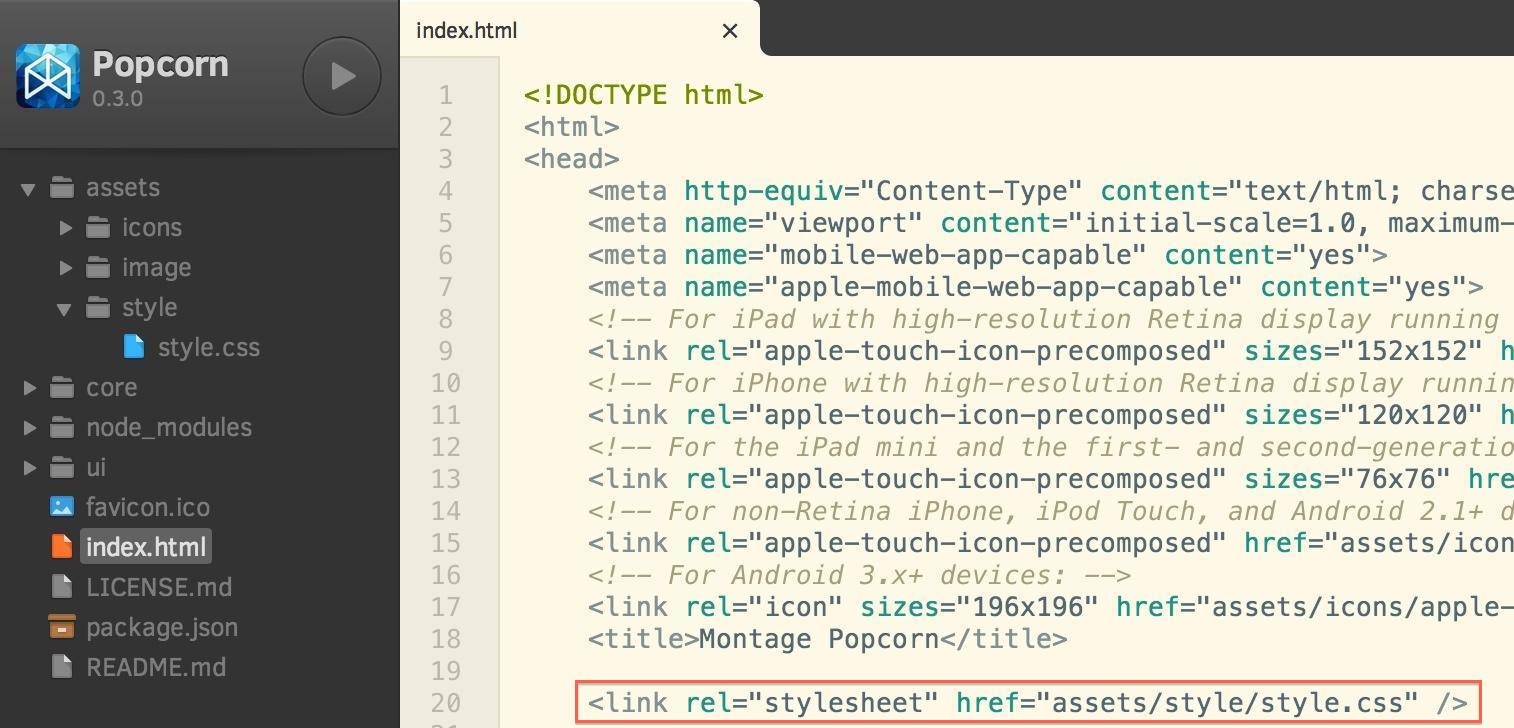 Popcorn
0.3.0
assets
icons
image
style
style.css
core
node_modules
ui
favicon.ico
index.html
LICENSE.md
package.json
README.md
index.html ×
1 <!DOCTYPE html>
2 <html>
3 <head>
4 <meta http-equiv="Content-Type" content="text/html; charse
5 <meta name="viewport" content="initial-scale=1.0, maximum-
6 <meta name="mobile-web-app-capable" content="yes">
7 <meta name="apple-mobile-web-app-capable" content="yes">
8 <!-- For iPad with high-resolution Retina display running
9 <link rel="apple-touch-icon-precomposed" sizes="152x152" h
10 <!-- For iPhone with high-resolution Retina display runnin
11 <link rel="apple-touch-icon-precomposed" sizes="120x120" h
12 <!-- For the iPad mini and the first- and second-generatio
13 <link rel="apple-touch-icon-precomposed" sizes="76x76" hre
14 <!-- For non-Retina iPhone, iPod Touch, and Android 2.1+ d
15 <link rel="apple-touch-icon-precomposed" href="assets/icon
16 <!-- For Android 3.x+ devices: -->
17 <link rel="icon" sizes="196x196" href="assets/icons/apple-
18 <title>Montage Popcorn</title>
19
20 <link rel="stylesheet" href="assets/style/style.css" />